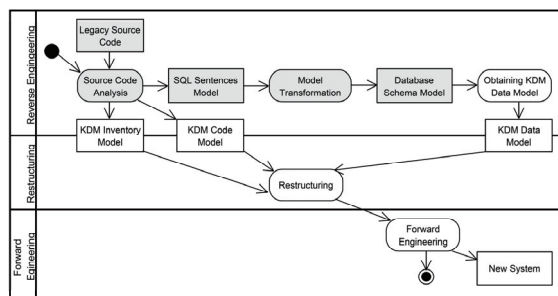 Reverse Engineering
Legacy Source
Code
Source Code
Analysis
SQL Sentences
Model
Model
Transformation
Database
Schema Model
Obtaining KDM
Data Model
KDM Inventory
Model
KDM Code
Model
KDM Data
Model
Restructuring
Restructuring
Forward
Egineering
Forward
Engineering
New System